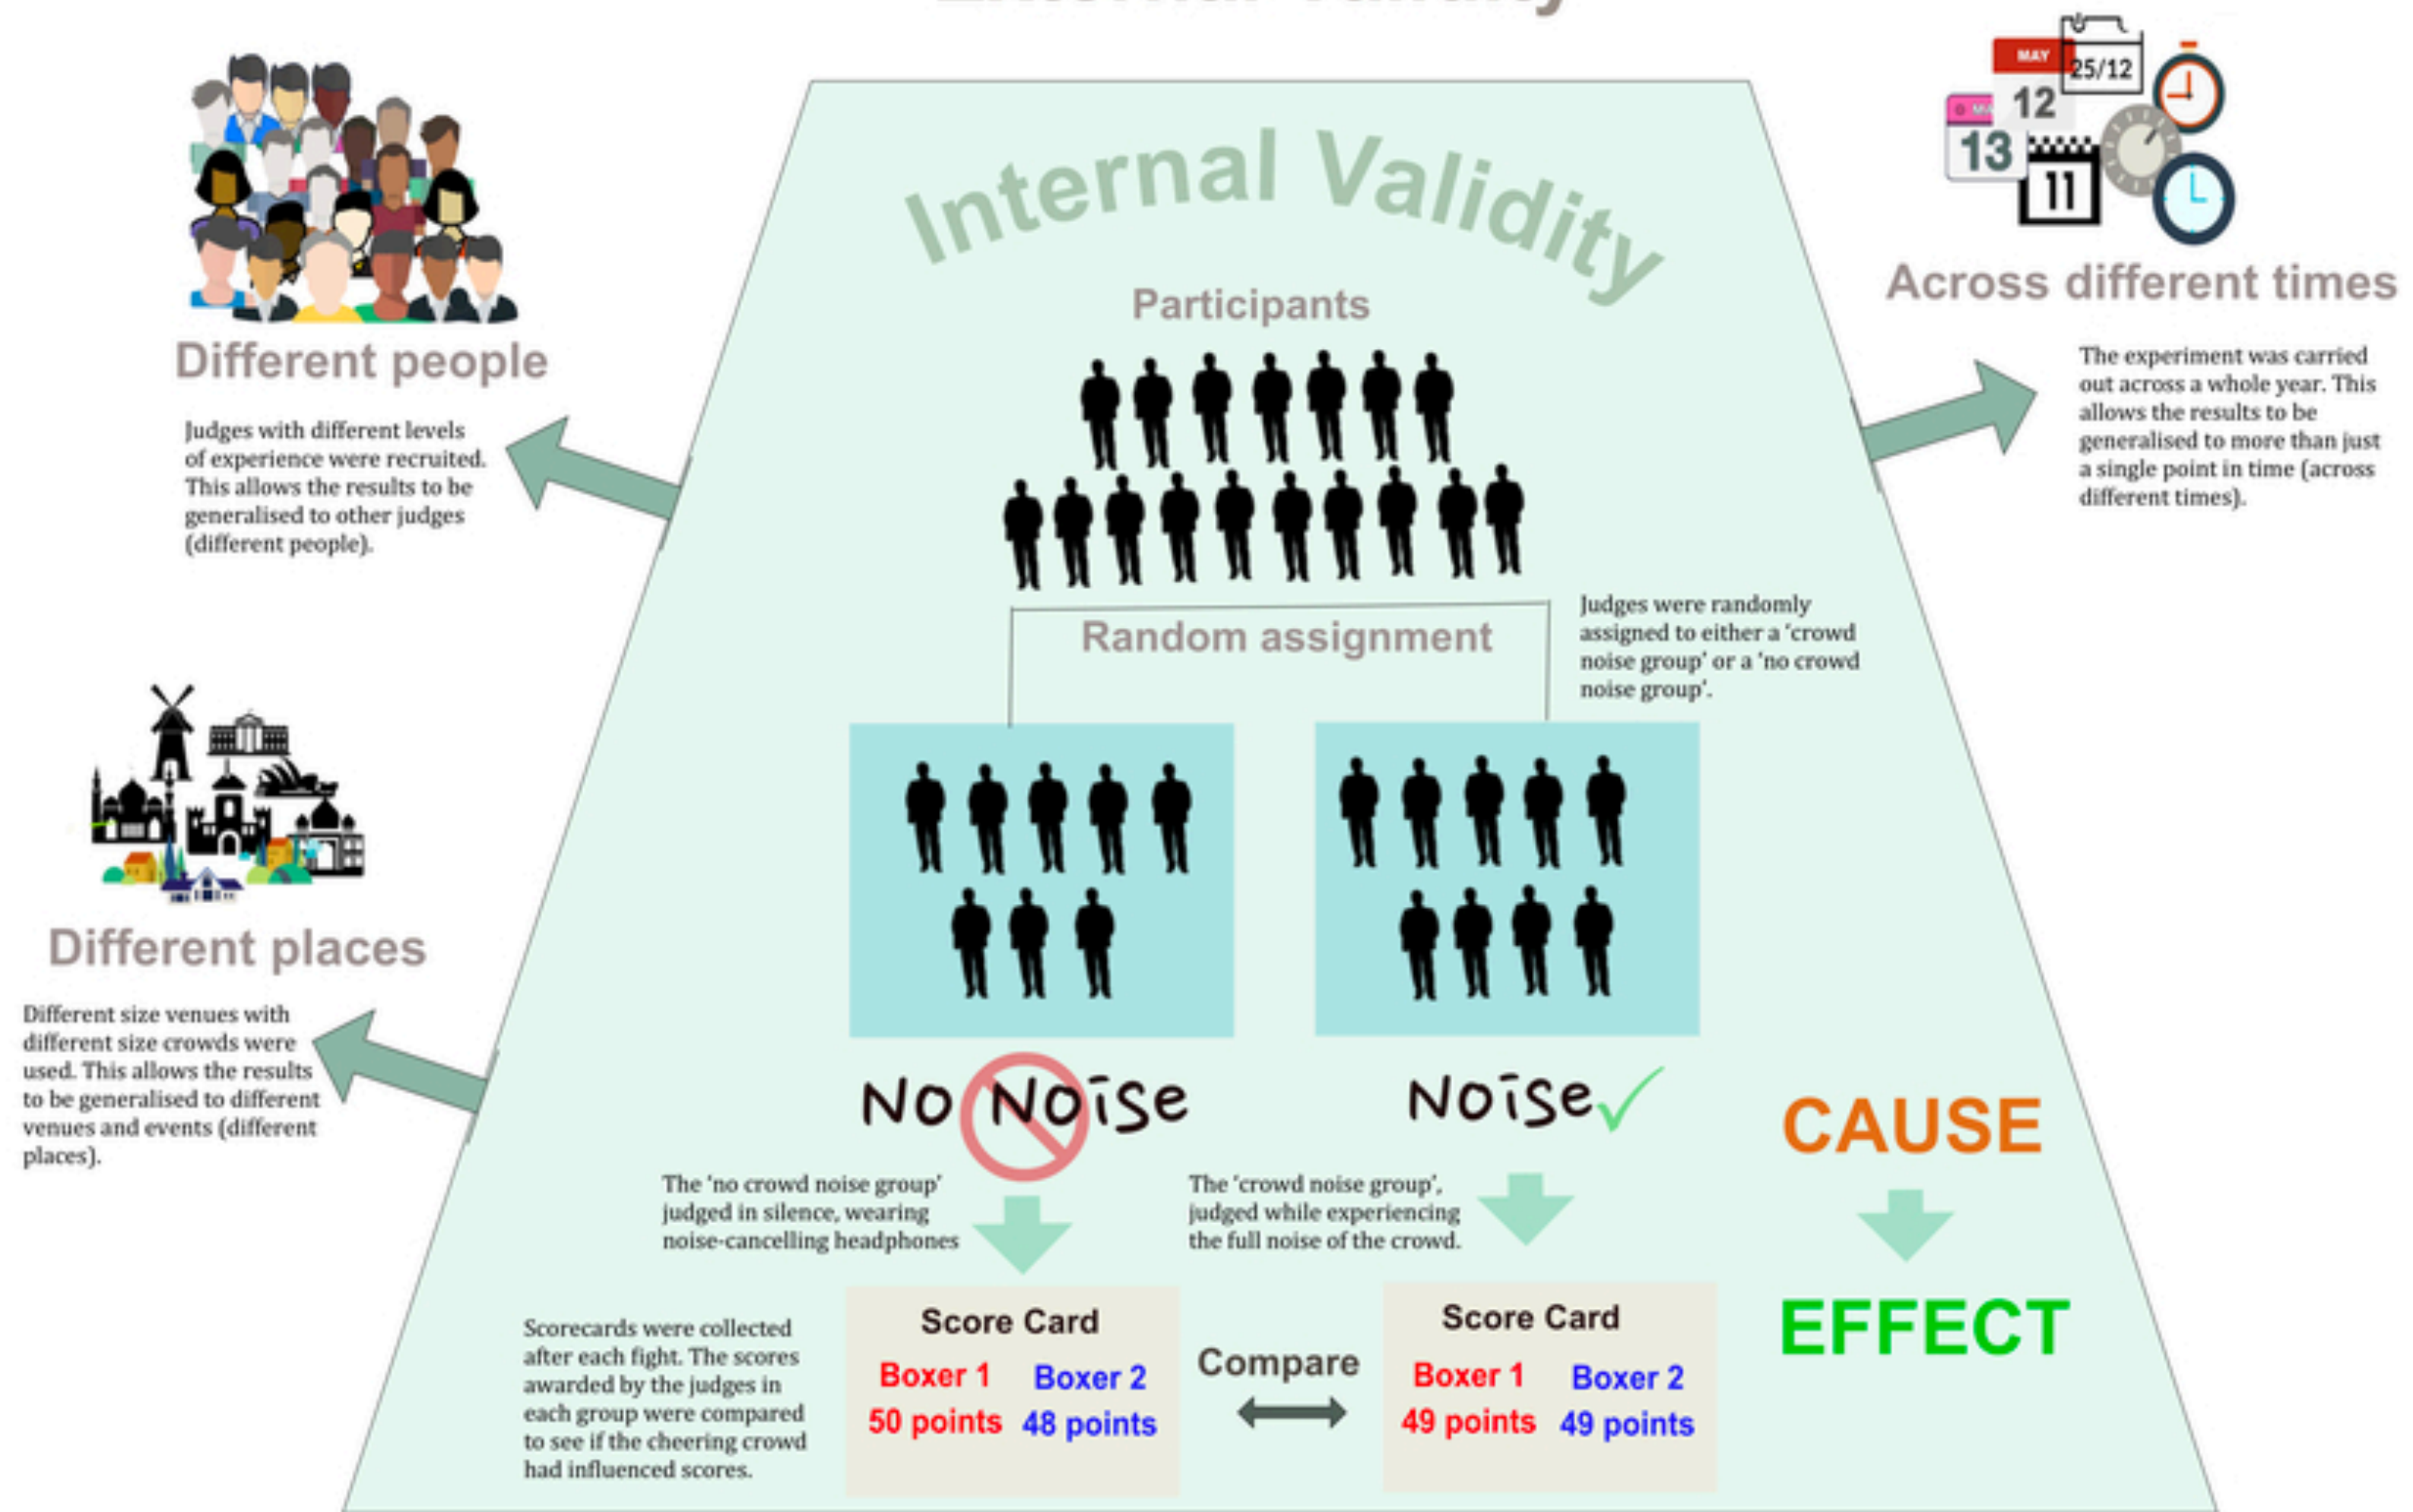 Validity
MAY
25/12
12
13
11
Internal Validity
Participants
Different people
Judges with different levels
of experience were recruited.
This allows the results to be
generalised to other judges
(different people).
Across different times
The experiment was carried
out across a whole year. This
allows the results to be
generalised to more than just
a single point in time (across
different times).
Random assignment
Judges were randomly
assigned to either a 'crowd
noise group' or a 'no crowd
noise group'.
Different places
Different size venues with
different size crowds were
used. This allows the results
to be generalised to different
venues and events (different
places).
No Noise
Noise
The 'no crowd noise group'
judged in silence, wearing
noise-cancelling headphones
The 'crowd noise group',
judged while experiencing
the full noise of the crowd.
CAUSE
EFFECT
Scorecards were collected
after each fight. The scores
awarded by the judges in
each group were compared
to see if the cheering crowd
had influenced scores.
Score Card
Boxer 1 Boxer 2
50 points 48 points
Compare
Score Card
Boxer 1 Boxer 2
49 points 49 points